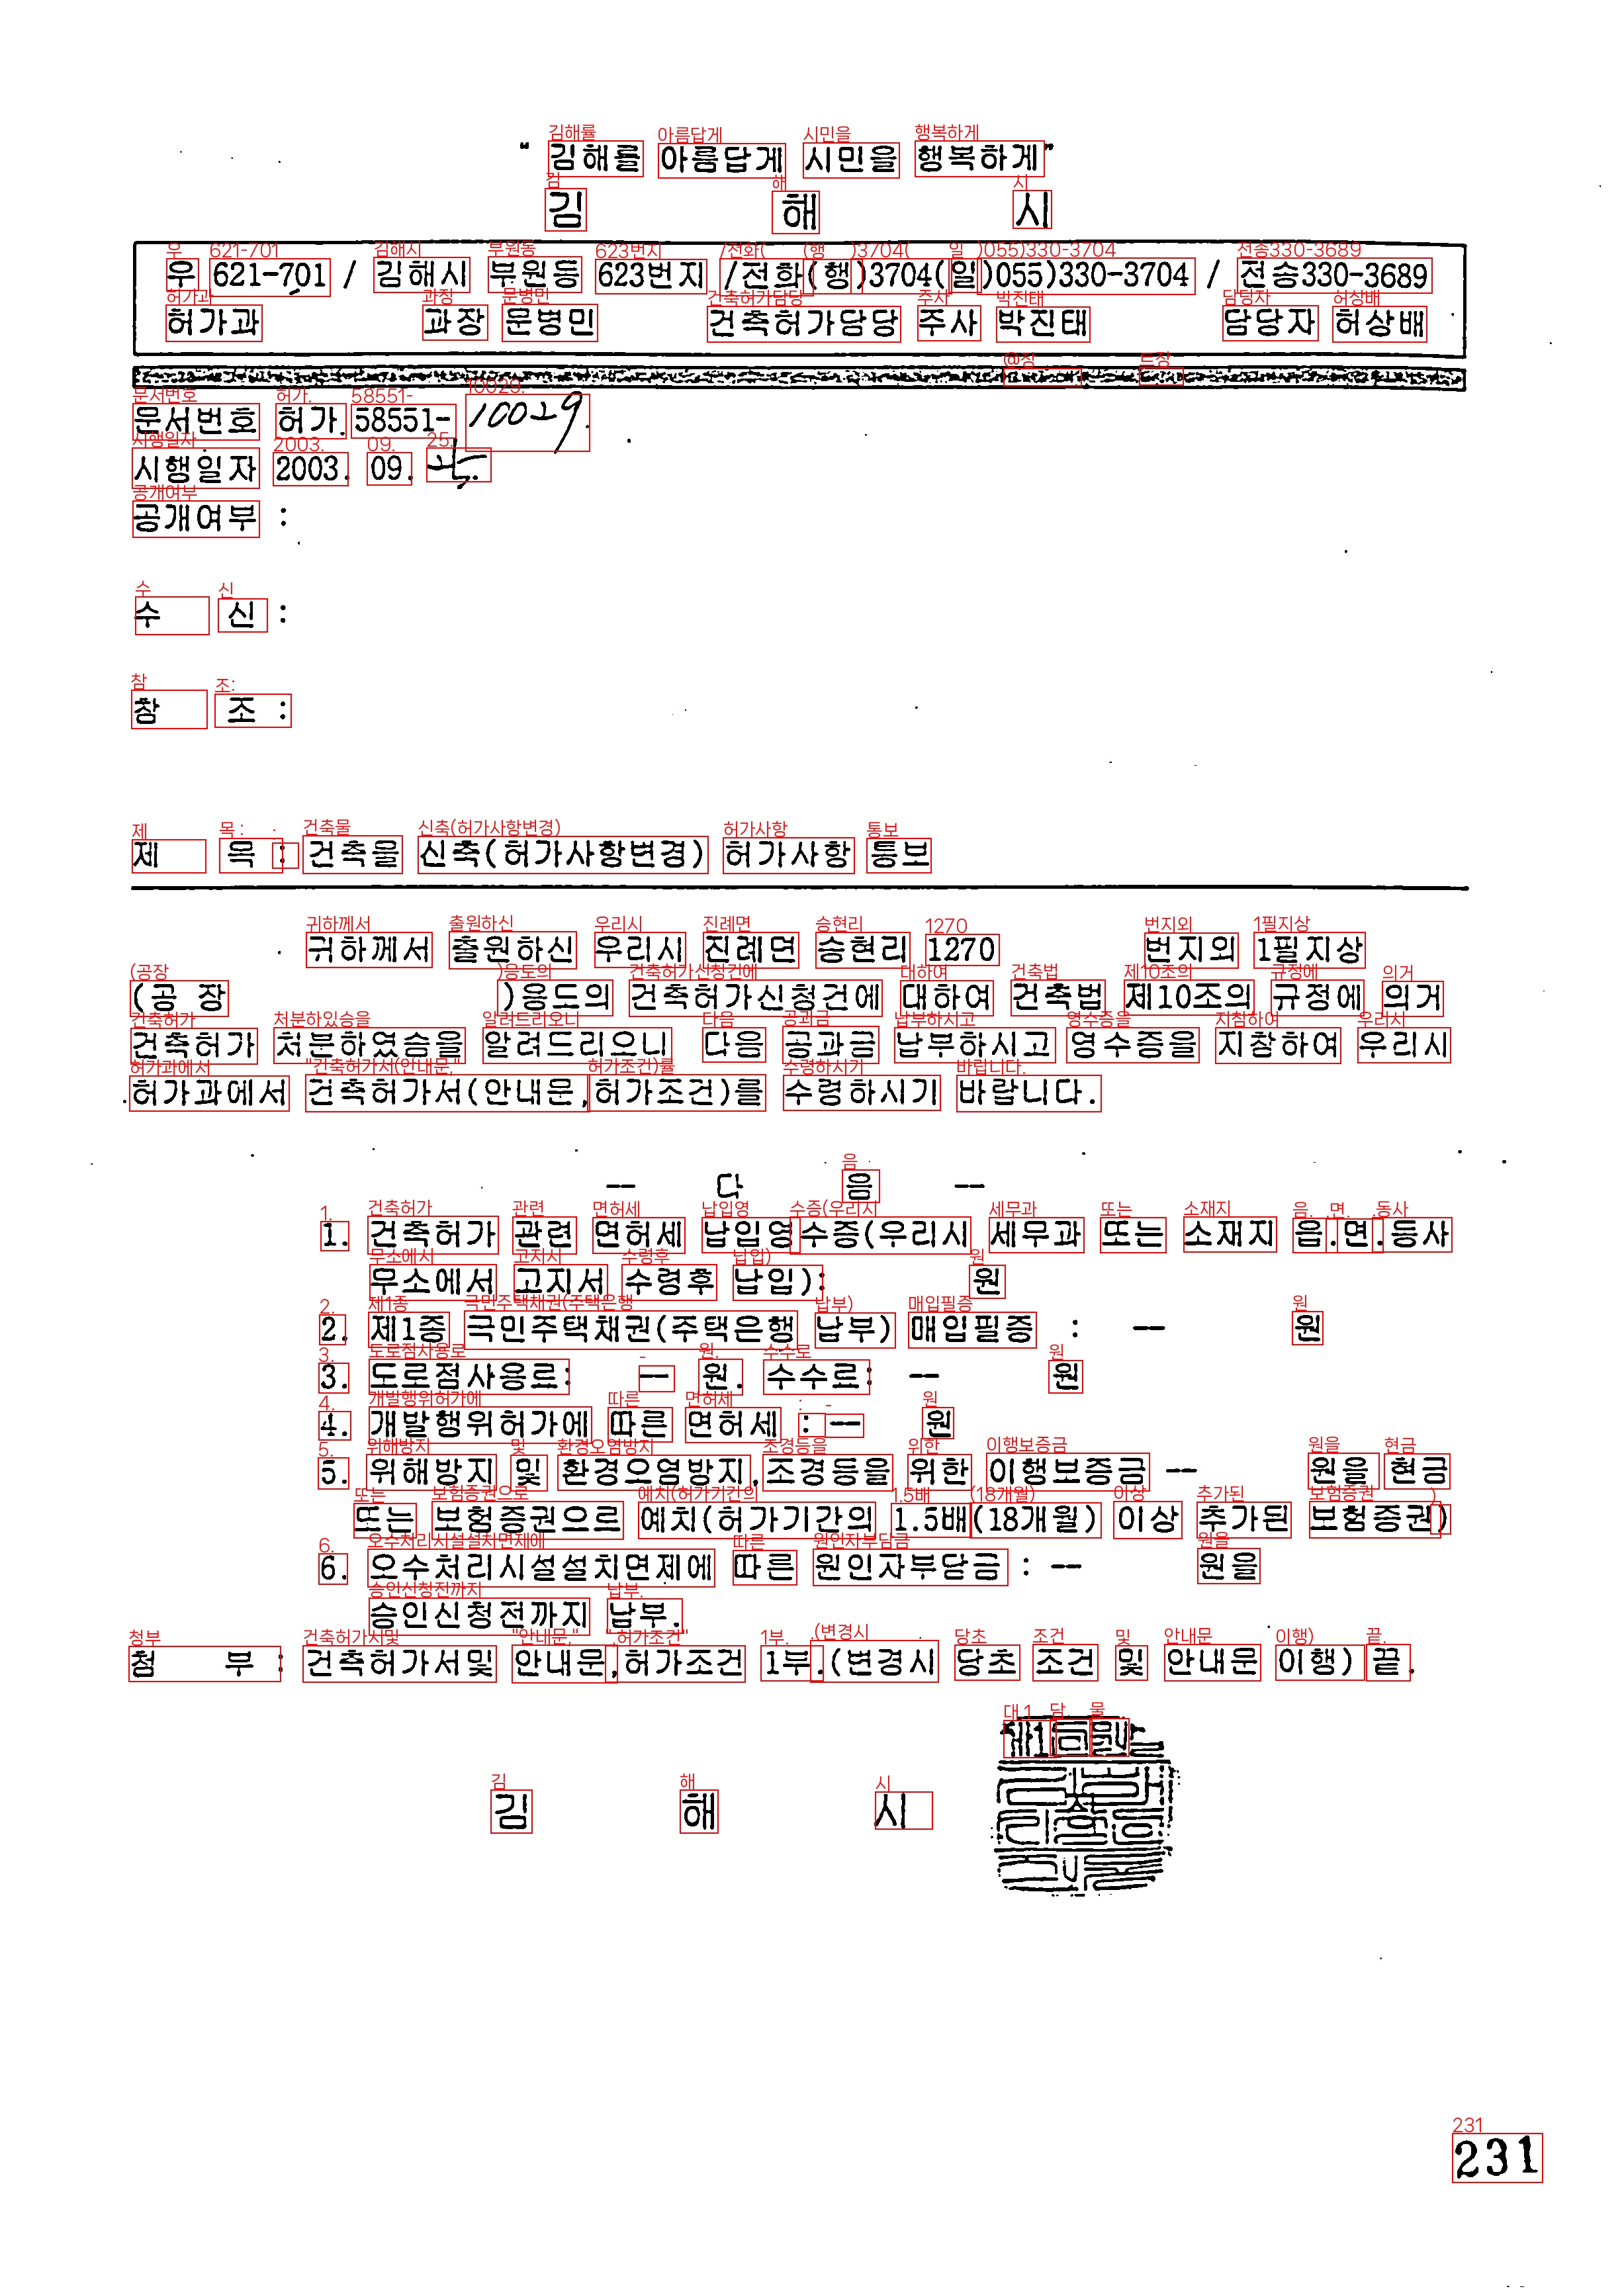 “ 김해를 아름답게 시민을 행복하게”
김 해 시
우 621-701 / 김해시 부원동 623번지 /전화(행)3704(일)055)330-3704 / 전송330-3689
허가과 과장 문병민 건축허가담당 주사 박진태 담당자 허상배
문서번호 허가. 58551- 10029.
시행일자 2003. 09. 25.
공개여부 :
수 신 :
참 조 :
제 목 : 건축물 신축(허가사항변경) 허가사항 통보
귀하께서 출원하신 우리시 진례면 송현리 1270 번지외 1필지상
(공 장 )용도의 건축허가신청건에 대하여 건축법 제10조의 규정에 의거
건축허가 처분하였슴을 알려드리오니 다음 공과금 납부하시고 영수증을 지참하여 우리시
허가과에서 건축허가서(안내문,허가조건)를 수령하시기 바랍니다.
-- 다 음 --
1. 건축허가 관련 면허세 납입영수증(우리시 세무과 또는 소재지 읍.면.동사
무소에서 고지서 수령후 납입): 원
2. 제1종 국민주택채권(주택은행 납부) 매입필증 : -- 원
3. 도로점사용료: -- 원. 수수료: -- 원
4. 개발행위허가에 따른 면허세 : -- 원
5. 위해방지 및 환경오염방지,조경등을 위한 이행보증금 -- 원을 현금
또는 보험증권으로 예치(허가기간의 1.5배(18개월) 이상 추가된 보험증권)
6. 오수처리시설설치면제에 따른 원인자부담금 : -- 원을
승인신청전까지 납부.
첨 부 : 건축허가서및 안내문,허가조건 1부.(변경시 당초 조건 및 안내문 이행) 끝.
김 해 시
231